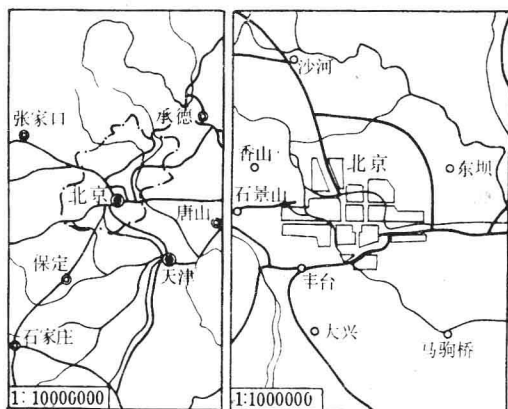 张家口
承德
北京
唐山
保定
天津
石家庄
1:10000000
沙河
香山
北京
东坝
石景山
丰台
大兴
马驹桥
1:1000000